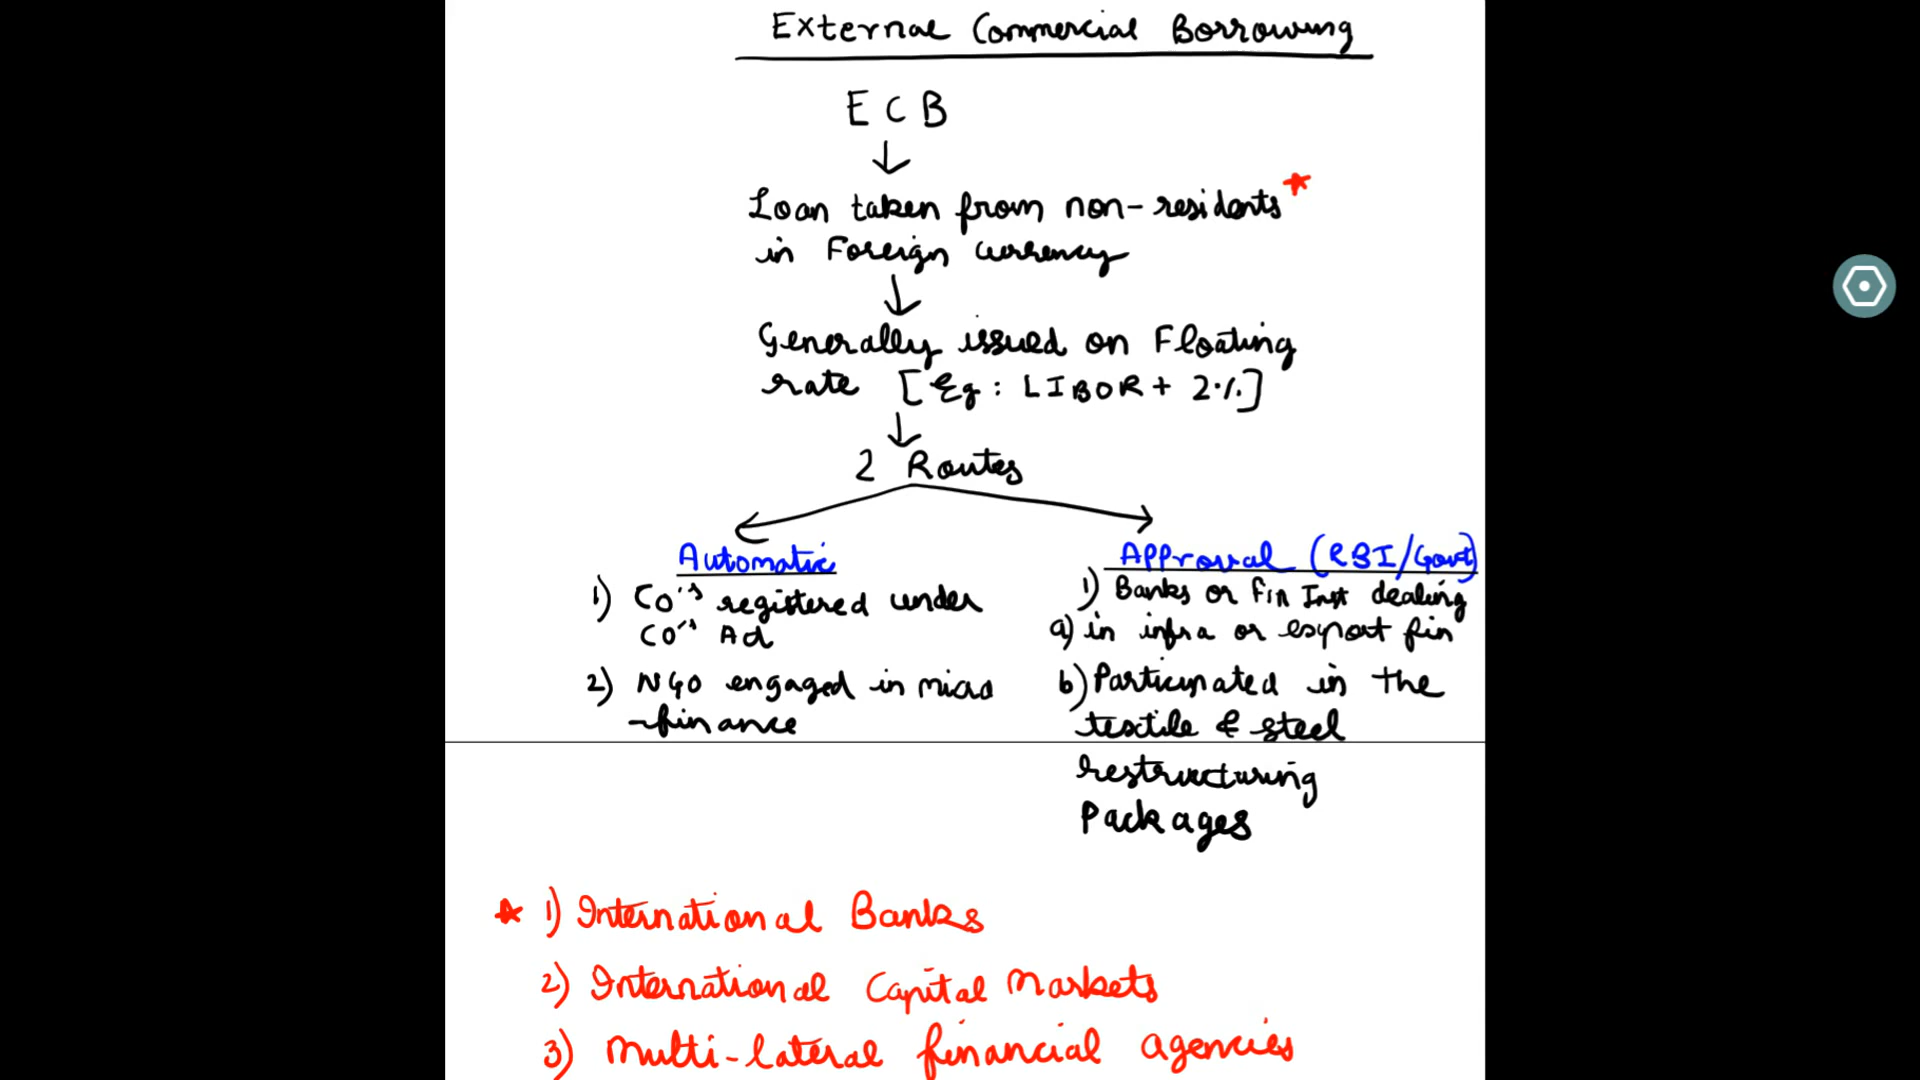 External Commercial Borrowing
ECB
Loan taken from non-residents*
in Foreign currency
Generally issued on Floating
rate [Eg: LIBOR + 2%]
2 Routes
Automatic
1) Co's registered under
Co's Act
2) NGO engaged in micro
-finance
Approval (RBI/Govt)
1) Banks or Fin Inst dealing
a) in infra or export fin
b) Participated in the
textile & steel
restructuring
Packages
* 1) International Banks
2) International Capital Markets
3) Multi-lateral financial agencies